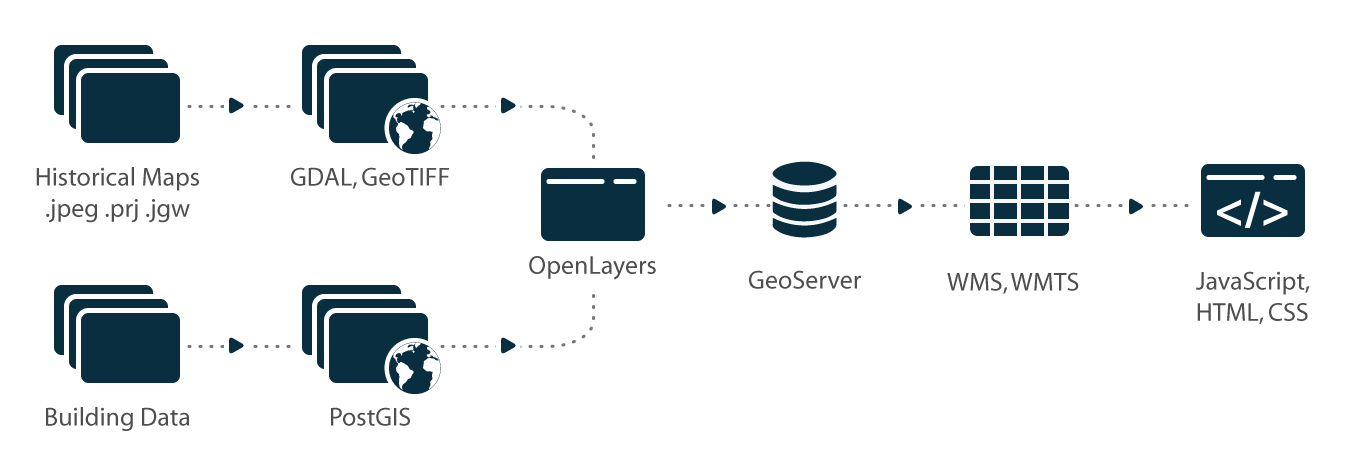 Historical Maps
.jpeg .prj .jgw
GDAL, GeoTIFF
OpenLayers
GeoServer
WMS, WMTS
</>
JavaScript,
HTML, CSS
Building Data
PostGIS